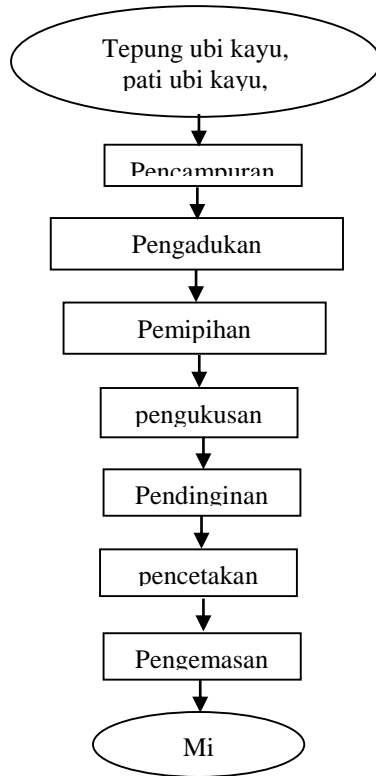 Tepung ubi kayu,
pati ubi kayu,
Pencampuran
Pengadukan
Pemipihan
pengukusan
Pendinginan
pencetakan
Pengemasan
Mi